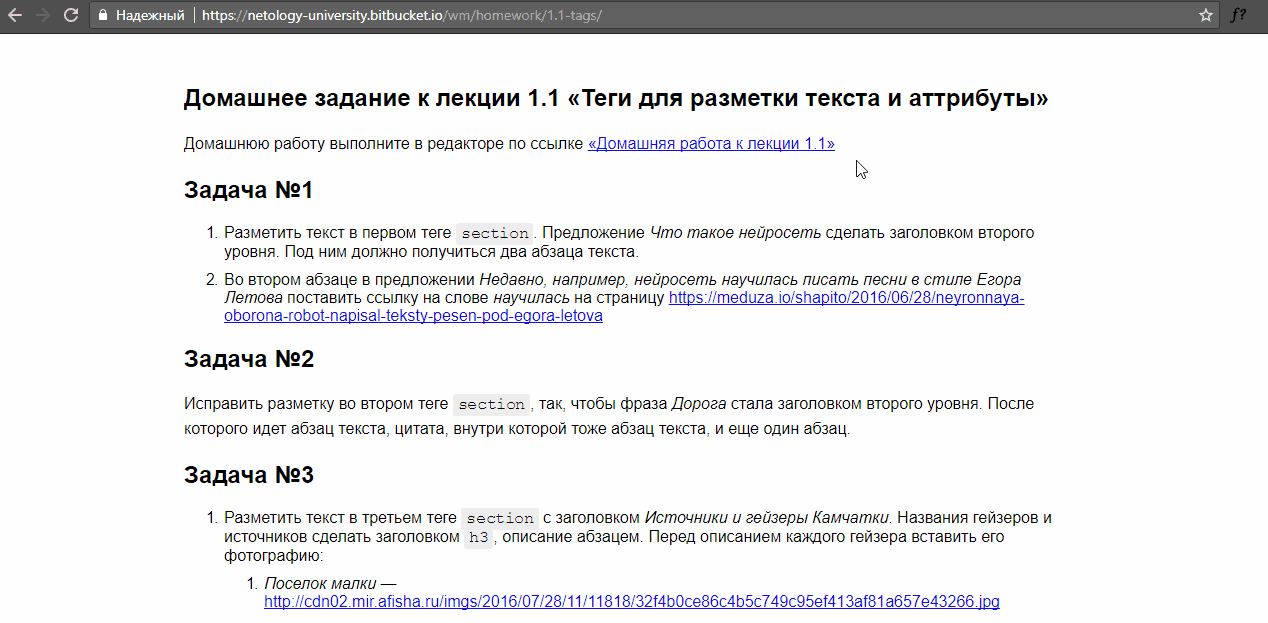 Надежный https://netology-university.bitbucket.io/wm/homework/1.1-tags/ f?
Домашнее задание к лекции 1.1 «Теги для разметки текста и аттрибуты»
Домашнюю работу выполните в редакторе по ссылке «Домашняя работа к лекции 1.1»
Задача №1
1. Разметить текст в первом теге section. Предложение Что такое нейросеть сделать заголовком второго
уровня. Под ним должно получиться два абзаца текста.
2. Во втором абзаце в предложении Недавно, например, нейросеть научилась писать песни в стиле Егора
Летова поставить ссылку на слове научилась на страницу https://meduza.io/shapito/2016/06/28/neyronnaya-
oborona-robot-napisal-teksty-pesen-pod-egora-letova
Задача №2
Исправить разметку во втором теге section, так, чтобы фраза Дорога стала заголовком второго уровня. После
которого идет абзац текста, цитата, внутри которой тоже абзац текста, и еще один абзац.
Задача №3
1. Разметить текст в третьем теге section с заголовком Источники и гейзеры Камчатки. Названия гейзеров и
источников сделать заголовком h3, описание абзацем. Перед описанием каждого гейзера вставить его
фотографию:
1. Поселок малки —
http://cdn02.mir.afisha.ru/imgs/2016/07/28/11/11818/32f4b0ce86c4b5c749c95ef413af81a657e43266.jpg